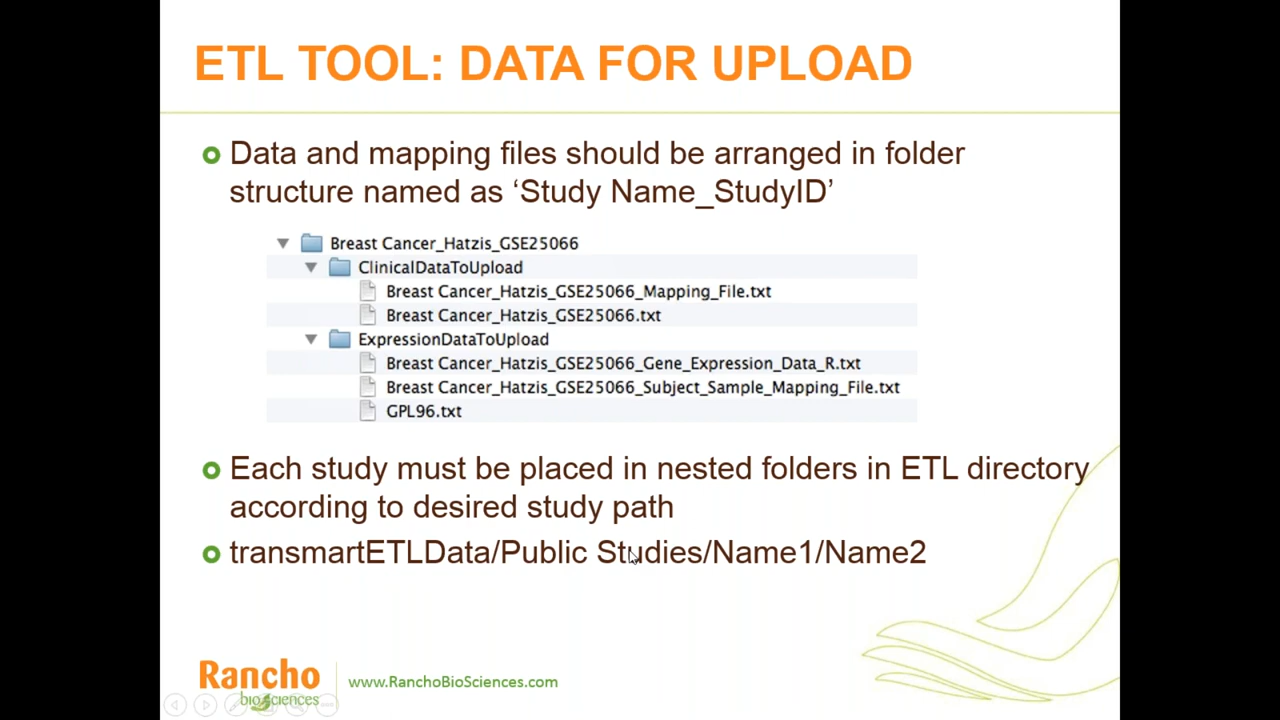 ETL TOOL: DATA FOR UPLOAD
Data and mapping files should be arranged in folder
structure named as ‘Study Name_StudyID’
Breast Cancer_Hatzis_GSE25066
ClinicalDataToUpload
Breast Cancer_Hatzis_GSE25066_Mapping_File.txt
Breast Cancer_Hatzis_GSE25066.txt
ExpressionDataToUpload
Breast Cancer_Hatzis_GSE25066_Gene_Expression_Data_R.txt
Breast Cancer_Hatzis_GSE25066_Subject_Sample_Mapping_File.txt
GPL96.txt
Each study must be placed in nested folders in ETL directory
according to desired study path
transmartETLData/Public Studies/Name1/Name2
Rancho
biosciences
www.RanchoBioSciences.com